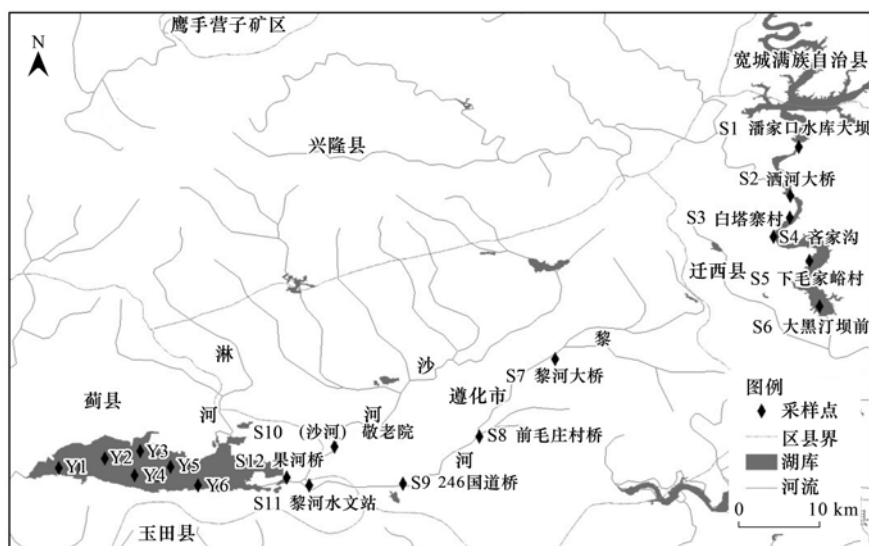 鹰手营子矿区
N
宽城满族自治县
S1 潘家口水库大坝
兴隆县
S2 洒河大桥
S3 白塔寨村
S4 吝家沟
迁西县
S5 下毛家峪村
S6 大黑汀坝前
淋
沙
黎
S7 黎河大桥
遵化市
蓟县
河
河
S10 (沙河) 敬老院
S8 前毛庄村桥
河
Y1
Y2
Y3
Y4
Y5
Y6
S12 果河桥
S11 黎河水文站
S9 246国道桥
玉田县
图例
采样点
区县界
湖库
河流
0 10 km